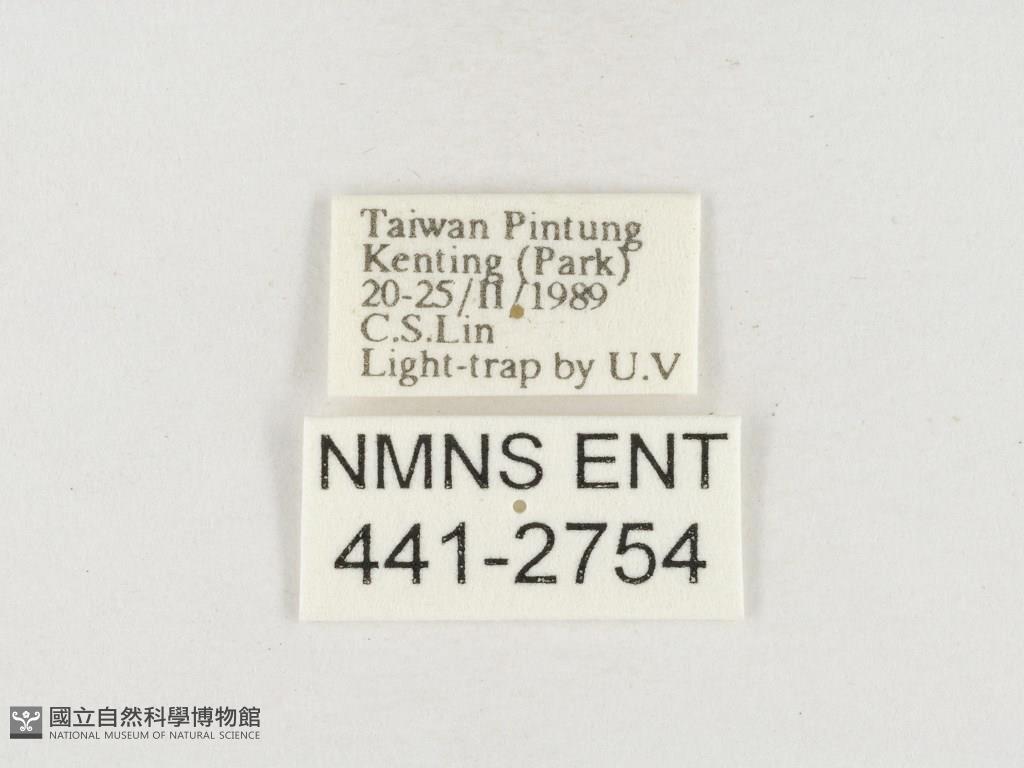 Taiwan Pintung
Kenting (Park)
20-25/II/1989
C.S.Lin
Light-trap by U.V
NMNS ENT
441-2754
國立自然科學博物館
NATIONAL MUSEUM OF NATURAL SCIENCE